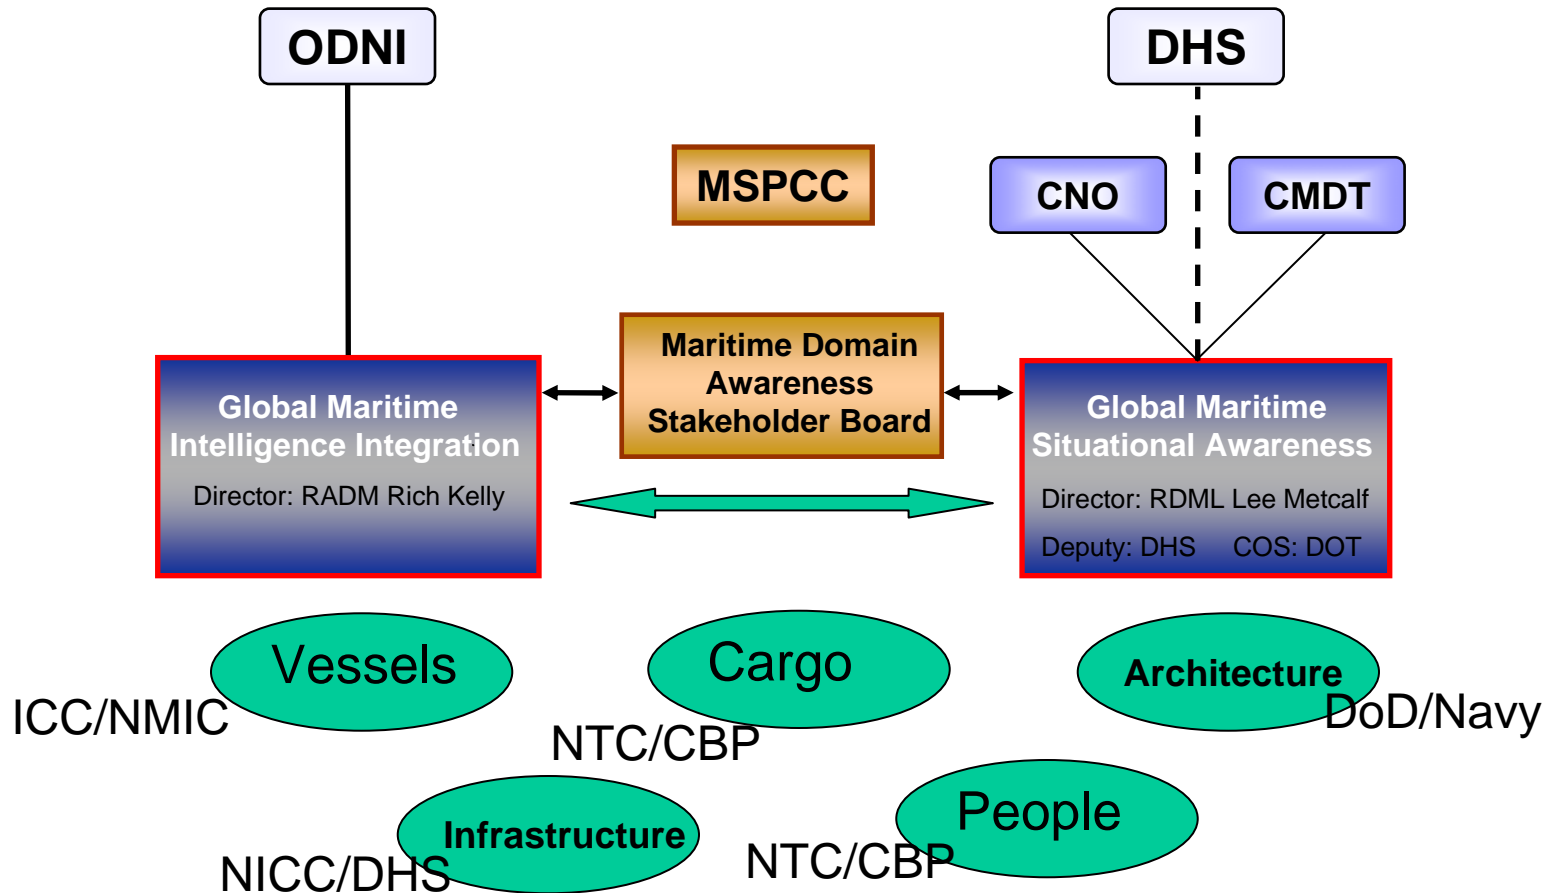 ODNI
DHS
MSPCC
CNO
CMDT
Maritime Domain
Awareness
Stakeholder Board
Global Maritime
Intelligence Integration
Director: RADM Rich Kelly
Global Maritime
Situational Awareness
Director: RDML Lee Metcalf
Deputy: DHS COS: DOT
Vessels
ICC/NMIC
Cargo
NTC/CBP
Architecture
DoD/Navy
Infrastructure
NICC/DHS
People
NTC/CBP